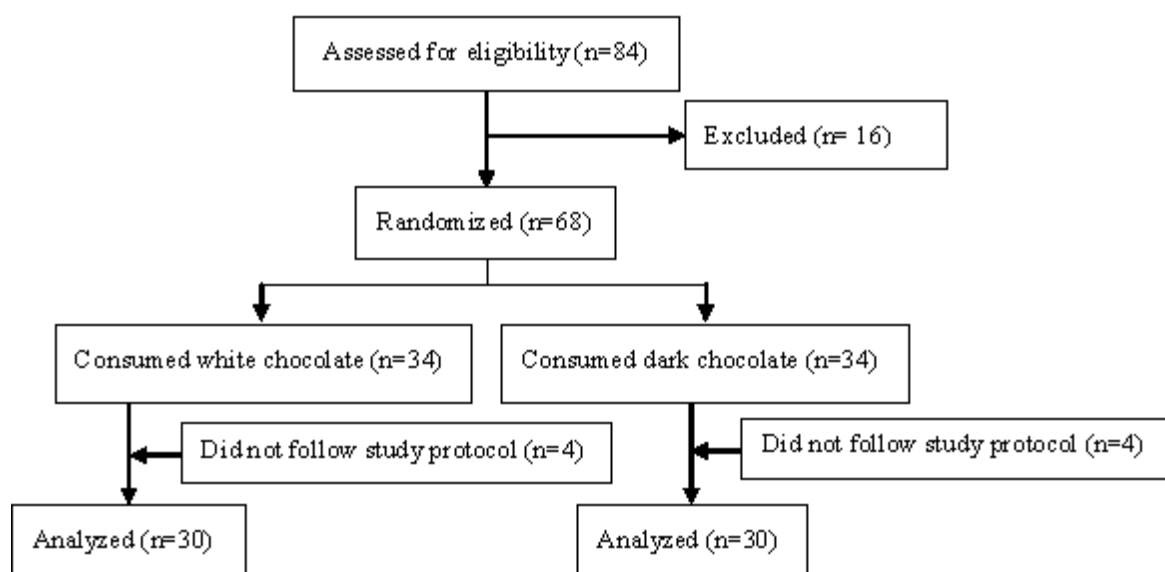 Assessed for eligibility (n=84)
Excluded (n= 16)
Randomized (n=68)
Consumed white chocolate (n=34)
Consumed dark chocolate (n=34)
Did not follow study protocol (n=4)
Did not follow study protocol (n=4)
Analyzed (n=30)
Analyzed (n=30)